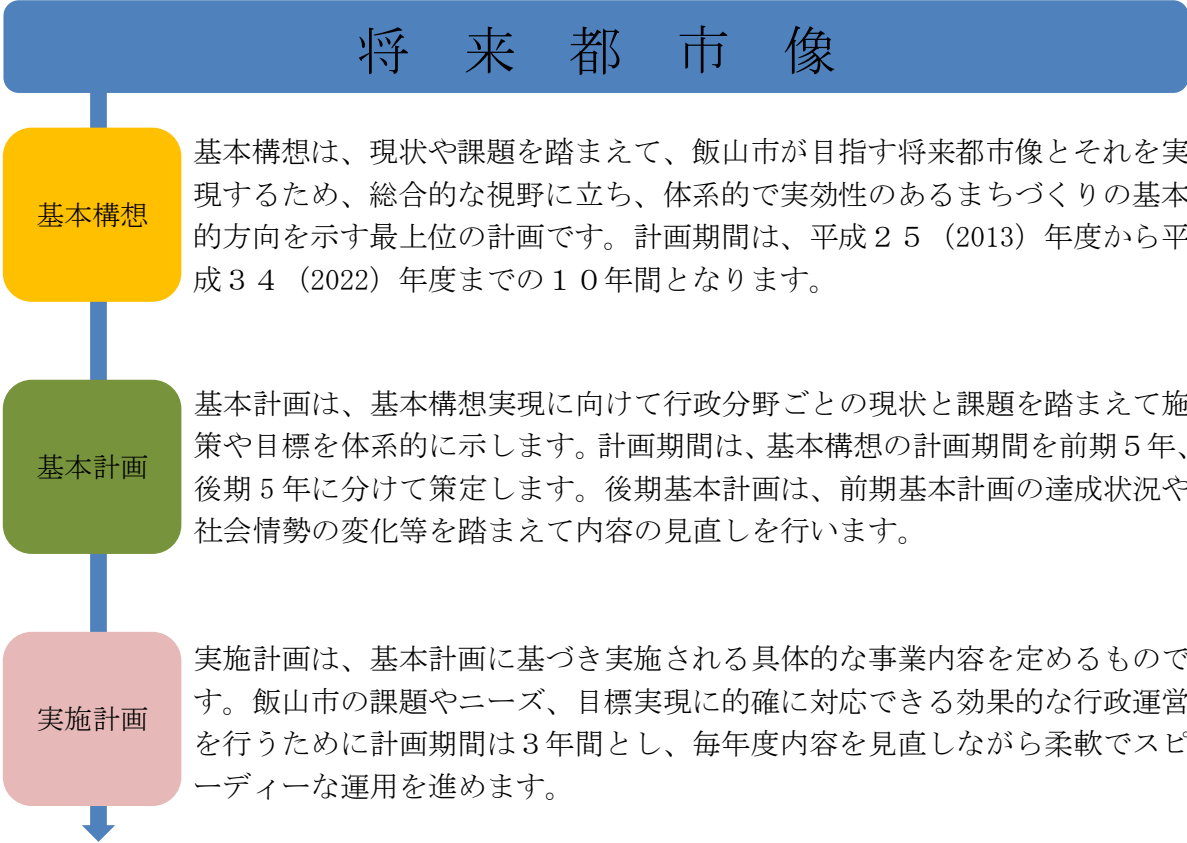 将来都市像
基本構想
基本構想は、現状や課題を踏まえて、飯山市が目指す将来都市像とそれを実
現するため、総合的な視野に立ち、体系的で実効性のあるまちづくりの基本
的方向を示す最上位の計画です。計画期間は、平成２５（2013）年度から平
成３４（2022）年度までの１０年間となります。
基本計画
基本計画は、基本構想実現に向けて行政分野ごとの現状と課題を踏まえて施
策や目標を体系的に示します。計画期間は、基本構想の計画期間を前期５年、
後期５年に分けて策定します。後期基本計画は、前期基本計画の達成状況や
社会情勢の変化等を踏まえて内容の見直しを行います。
実施計画
実施計画は、基本計画に基づき実施される具体的な事業内容を定めるもので
す。飯山市の課題やニーズ、目標実現に的確に対応できる効果的な行政運営
を行うために計画期間は３年間とし、毎年度内容を見直しながら柔軟でスピ
ーディーな運用を進めます。